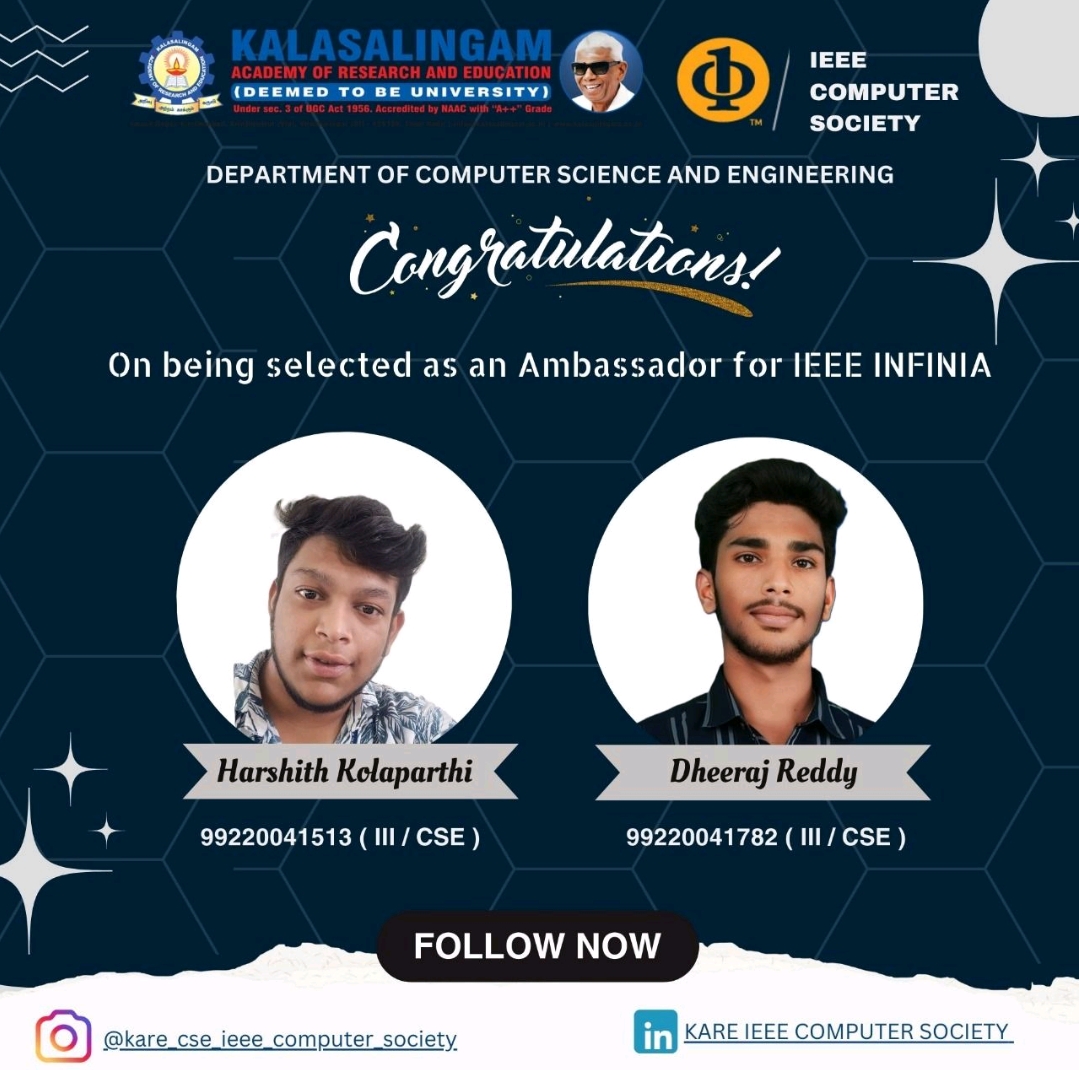 KALASALINGAM
ACADEMY OF RESEARCH AND EDUCATION
(DEEMED TO BE UNIVERSITY)
Under sec. 3 of UGC Act 1956. Accredited by NAAC with "A++" Grade
TM
IEEE
COMPUTER
SOCIETY
DEPARTMENT OF COMPUTER SCIENCE AND ENGINEERING
Congratulations!
On being selected as an Ambassador for IEEE INFINIA
Harshith Kolaparthi
Dheeraj Reddy
99220041513 ( III / CSE )
99220041782 ( III / CSE )
FOLLOW NOW
@kare_cse_ieee_computer_society
in KARE IEEE COMPUTER SOCIETY